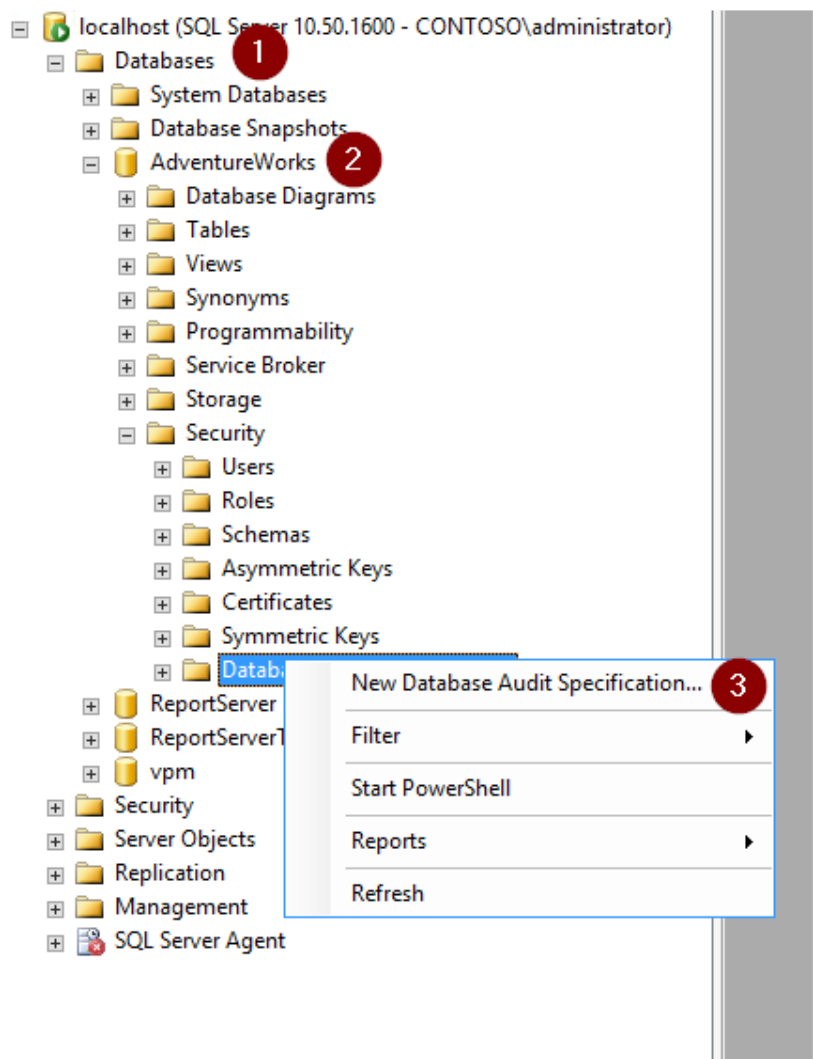 localhost (SQL Server 10.50.1600 - CONTOSO\administrator)
1
Databases
System Databases
Database Snapshots
AdventureWorks
2
Database Diagrams
Tables
Views
Synonyms
Programmability
Service Broker
Storage
Security
Users
Roles
Schemas
Asymmetric Keys
Certificates
Symmetric Keys
Datab
New Database Audit Specification...
3
Filter
Start PowerShell
Reports
Refresh
ReportServer
ReportServerT
vpm
Security
Server Objects
Replication
Management
SQL Server Agent